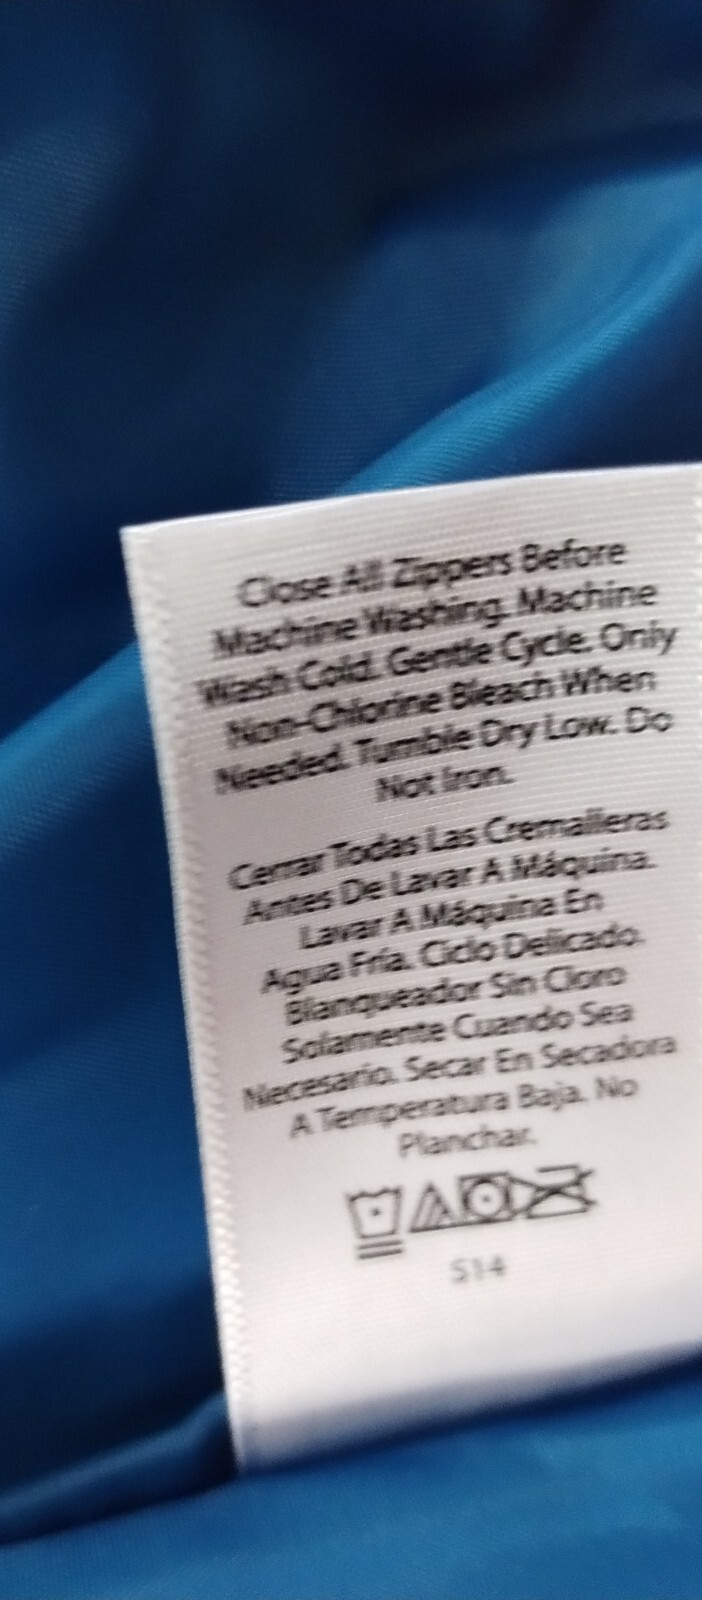 Close All Zippers Before
Machine Washing. Machine
Wash Cold. Gentle Cycle. Only
Non-Chlorine Bleach When
Needed. Tumble Dry Low. Do
Not Iron.
Cerrar Todas Las Cremalleras
Antes De Lavar A Máquina.
Lavar A Máquina En
Agua Fría. Ciclo Delicado.
Blanqueador Sin Cloro
Solamente Cuando Sea
Necesario. Secar En Secadora
A Temperatura Baja. No
Planchar.
S14